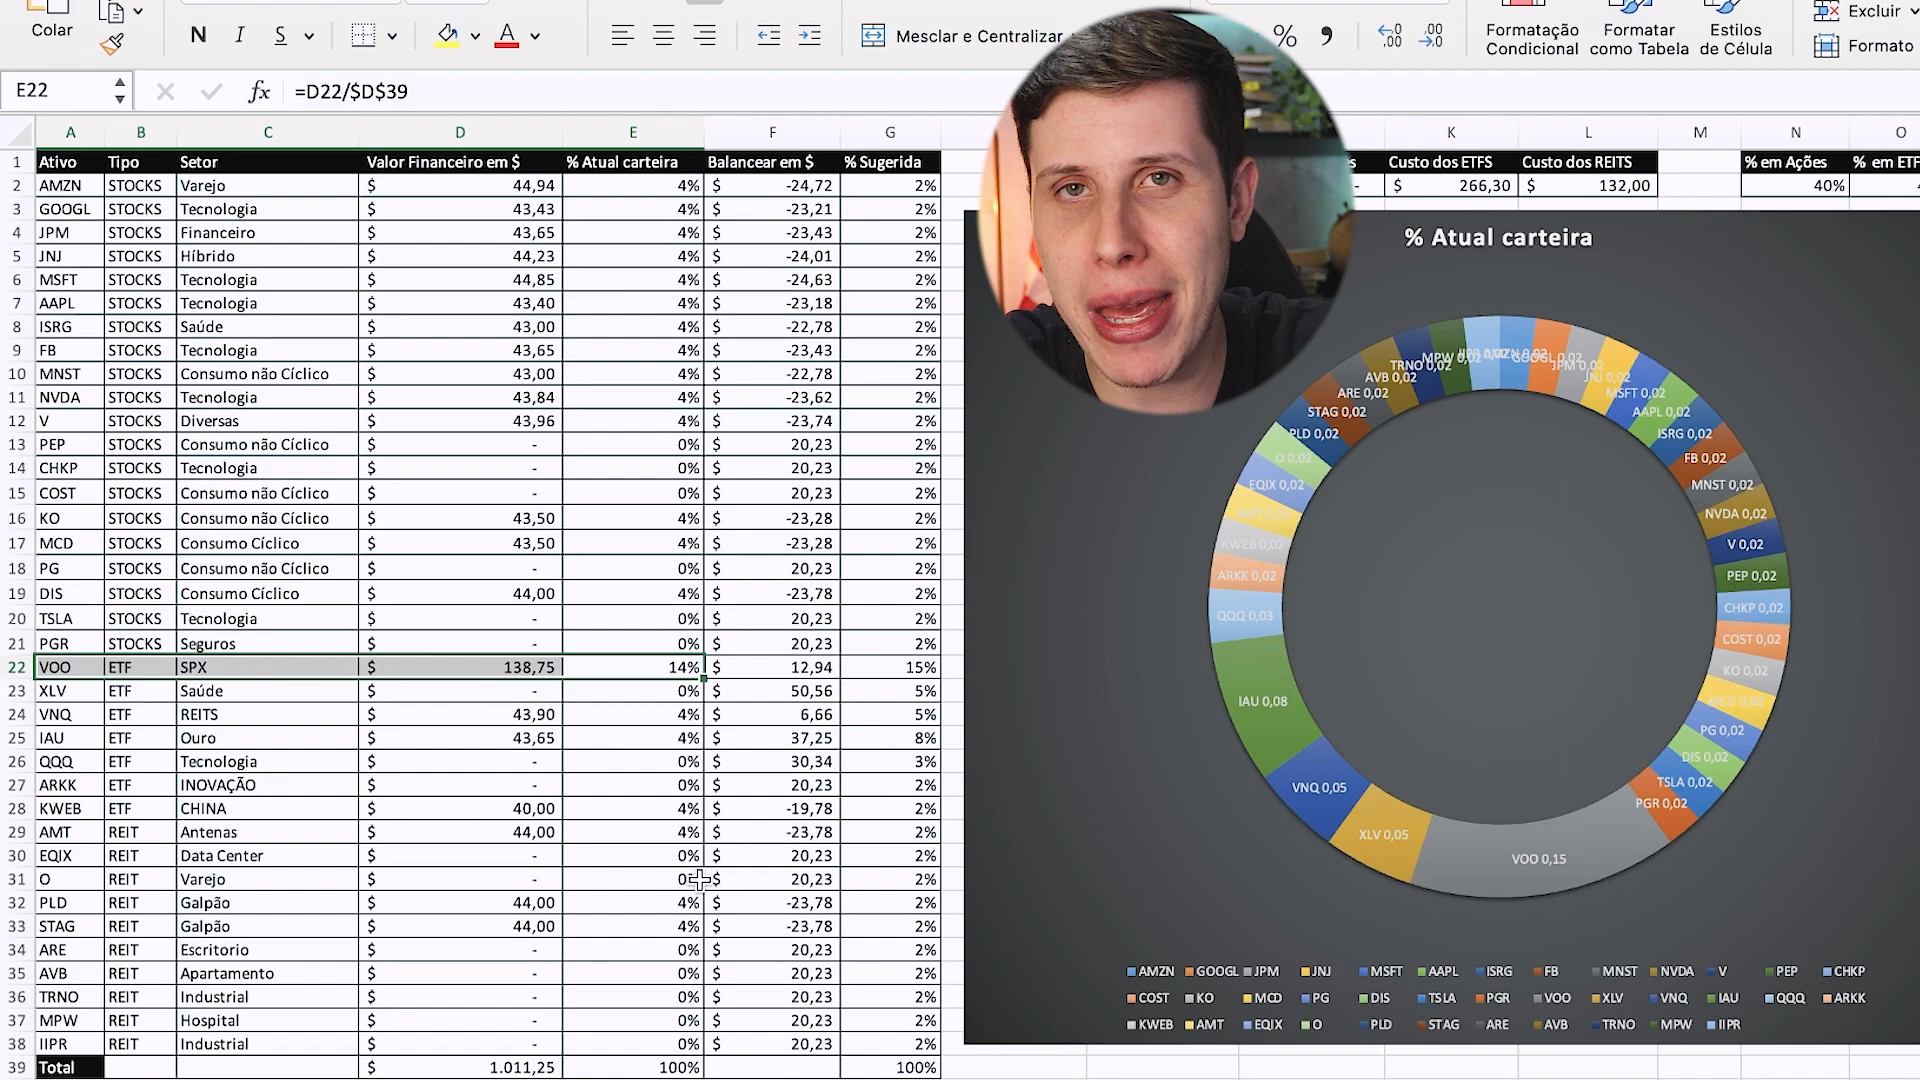 Colar
N I S A
Mesclar e Centralizar
% ,
Formatação Condicional
Formatar como Tabela
Estilos de Célula
Excluir
Formato
E22 fx =D22/$D$39
A B C D E F G K L M N O
1 Ativo Tipo Setor Valor Financeiro em $ % Atual carteira Balancear em $ % Sugerida Custo dos ETFS Custo dos REITS % em Ações % em ETF
2 AMZN STOCKS Varejo $ 44,94 4% $ -24,72 2% - $ 266,30 $ 132,00 40%
3 GOOGL STOCKS Tecnologia $ 43,43 4% $ -23,21 2%
4 JPM STOCKS Financeiro $ 43,65 4% $ -23,43 2%
5 JNJ STOCKS Híbrido $ 44,23 4% $ -24,01 2%
6 MSFT STOCKS Tecnologia $ 44,85 4% $ -24,63 2%
7 AAPL STOCKS Tecnologia $ 43,40 4% $ -23,18 2%
8 ISRG STOCKS Saúde $ 43,00 4% $ -22,78 2%
9 FB STOCKS Tecnologia $ 43,65 4% $ -23,43 2%
10 MNST STOCKS Consumo não Cíclico $ 43,00 4% $ -22,78 2%
11 NVDA STOCKS Tecnologia $ 43,84 4% $ -23,62 2%
12 V STOCKS Diversas $ 43,96 4% $ -23,74 2%
13 PEP STOCKS Consumo não Cíclico $ - 0% $ 20,23 2%
14 CHKP STOCKS Tecnologia $ - 0% $ 20,23 2%
15 COST STOCKS Consumo não Cíclico $ - 0% $ 20,23 2%
16 KO STOCKS Consumo não Cíclico $ 43,50 4% $ -23,28 2%
17 MCD STOCKS Consumo Cíclico $ 43,50 4% $ -23,28 2%
18 PG STOCKS Consumo não Cíclico $ - 0% $ 20,23 2%
19 DIS STOCKS Consumo Cíclico $ 44,00 4% $ -23,78 2%
20 TSLA STOCKS Tecnologia $ - 0% $ 20,23 2%
21 PGR STOCKS Seguros $ - 0% $ 20,23 2%
22 VOO ETF SPX $ 138,75 14% $ 12,94 15%
23 XLV ETF Saúde $ - 0% $ 50,56 5%
24 VNQ ETF REITS $ 43,90 4% $ 6,66 5%
25 IAU ETF Ouro $ 43,65 4% $ 37,25 8%
26 QQQ ETF Tecnologia $ - 0% $ 30,34 3%
27 ARKK ETF INOVAÇÃO $ - 0% $ 20,23 2%
28 KWEB ETF CHINA $ 40,00 4% $ -19,78 2%
29 AMT REIT Antenas $ 44,00 4% $ -23,78 2%
30 EQIX REIT Data Center $ - 0% $ 20,23 2%
31 O REIT Varejo $ - $ 20,23 2%
32 PLD REIT Galpão $ 44,00 4% $ -23,78 2%
33 STAG REIT Galpão $ 44,00 4% $ -23,78 2%
34 ARE REIT Escritorio $ - 0% $ 20,23 2%
35 AVB REIT Apartamento $ - 0% $ 20,23 2%
36 TRNO REIT Industrial $ - 0% $ 20,23 2%
37 MPW REIT Hospital $ - 0% $ 20,23 2%
38 IIPR REIT Industrial $ - 0% $ 20,23 2%
39 Total $ 1.011,25 100% 100%
% Atual carteira
GOOGL 0,02
JPM 0,02
JNJ 0,02
MSFT 0,02
AAPL 0,02
ISRG 0,02
FB 0,02
MNST 0,02
NVDA 0,02
V 0,02
PEP 0,02
CHKP 0,02
COST 0,02
KO 0,02
MCD 0,02
PG 0,02
DIS 0,02
TSLA 0,02
PGR 0,02
VOO 0,15
XLV 0,05
VNQ 0,05
IAU 0,08
QQQ 0,03
ARKK 0,02
KWEB 0,02
EQIX 0,02
O 0,02
PLD 0,02
STAG 0,02
ARE 0,02
AVB 0,02
TRNO 0,02
MPW 0,02
AMZN GOOGL JPM JNJ MSFT AAPL ISRG FB MNST NVDA V PEP CHKP
COST KO MCD PG DIS TSLA PGR VOO XLV VNQ IAU QQQ ARKK
KWEB AMT EQIX O PLD STAG ARE AVB TRNO MPW IIPR